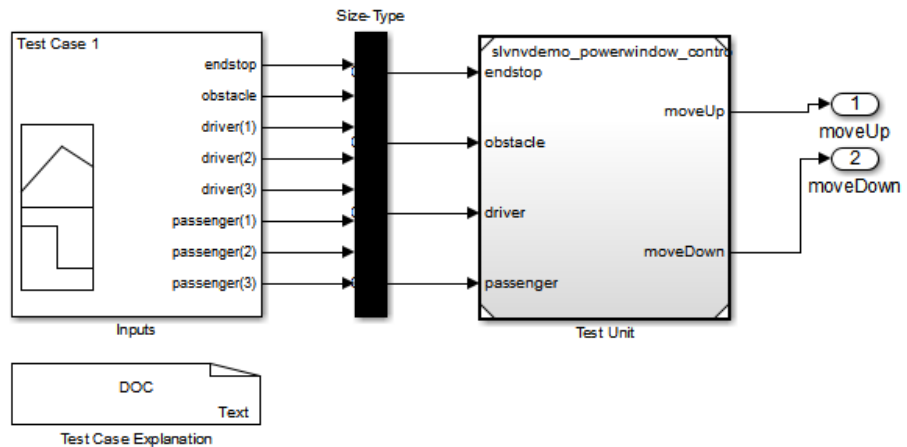 Size-Type
Test Case 1
endstop
obstacle
driver(1)
driver(2)
driver(3)
passenger(1)
passenger(2)
passenger(3)
Inputs
slvnvdemo_powerwindow_contro
endstop
obstacle
driver
passenger
moveUp
moveDown
Test Unit
1
moveUp
2
moveDown
DOC
Text
Test Case Explanation